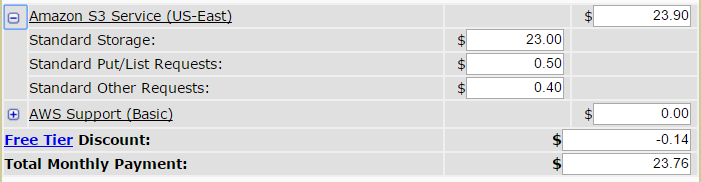 Amazon S3 Service (US-East) $ 23.90
Standard Storage: $ 23.00
Standard Put/List Requests: $ 0.50
Standard Other Requests: $ 0.40
AWS Support (Basic) $ 0.00
Free Tier Discount: $ -0.14
Total Monthly Payment: $ 23.76